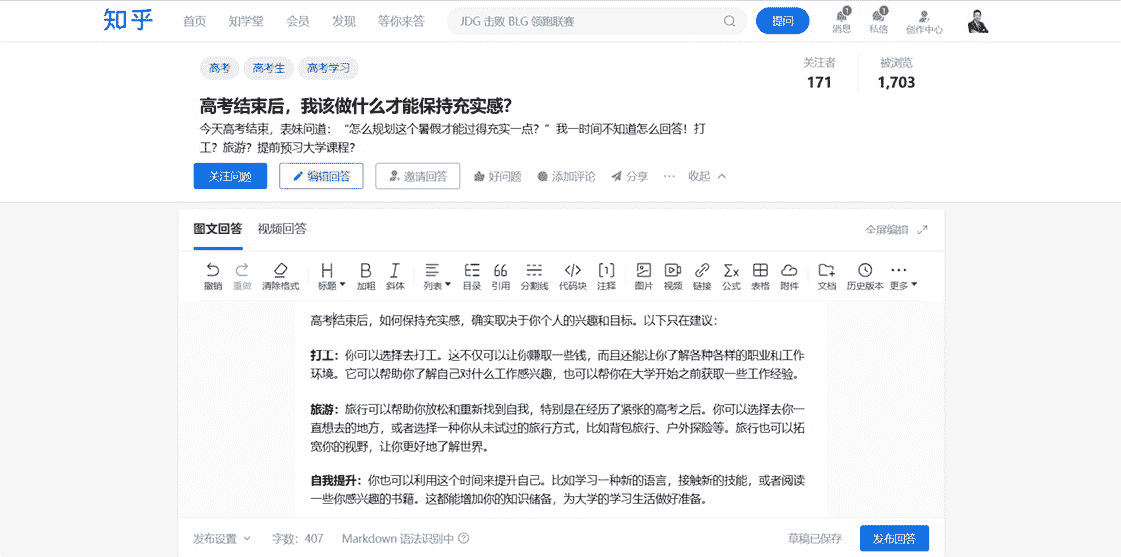 知乎 首页 知学堂 会员 发现 等你来答 JDG 击败 BLG 领跑联赛 提问 1 消息 1 私信 创作中心
高考 高考生 高考学习
关注者 被浏览
171 1,703
高考结束后，我该做什么才能保持充实感？
今天高考结束，表妹问道：“怎么规划这个暑假才能过得充实一点？”我一时间不知道怎么回答！打
工？旅游？提前预习大学课程？
关注问题 编辑回答 邀请回答 好问题 添加评论 分享 ··· 收起
图文回答 视频回答 全屏编辑
撤销 重做 清除格式 H 标题 B 加粗 I 斜体 列表 目录 66 引用 分割线 </> 代码块 [1] 注释 图片 视频 链接 Σx 公式 表格 附件 文档 历史版本 ··· 更多
高考结束后，如何保持充实感，确实取决于你个人的兴趣和目标。以下只在建议：
打工：你可以选择去打工。这不仅可以让你赚取一些钱，而且还能让你了解各种各样的职业和工作
环境。它可以帮助你了解自己对什么工作感兴趣，也可以帮你在大学开始之前获取一些工作经验。
旅游：旅行可以帮助你放松和重新找到自我，特别是在经历了紧张的高考之后。你可以选择去你一
直想去的地方，或者选择一种你从未试过的旅行方式，比如背包旅行、户外探险等。旅行也可以拓
宽你的视野，让你更好地了解世界。
自我提升：你也可以利用这个时间来提升自己。比如学习一种新的语言，接触新的技能，或者阅读
一些你感兴趣的书籍。这都能增加你的知识储备，为大学的学习生活做好准备。
发布设置 字数：407 Markdown 语法识别中 草稿已保存 发布回答